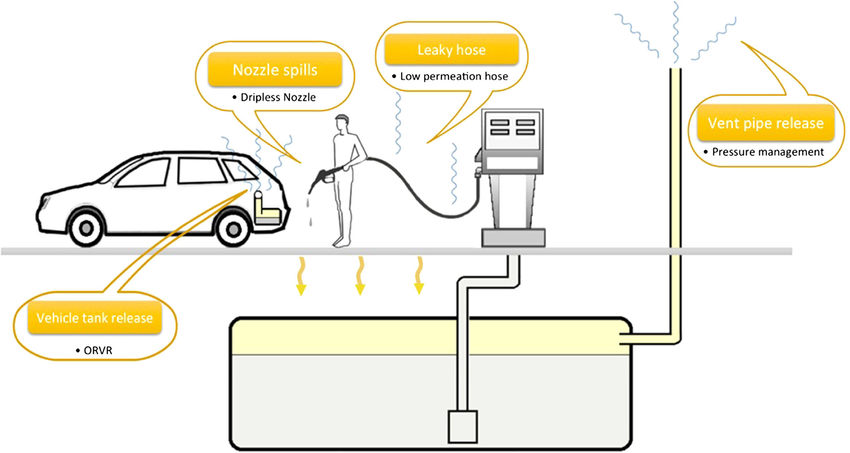 Nozzle spills
• Dripless Nozzle
Leaky hose
• Low permeation hose
Vent pipe release
• Pressure management
Vehicle tank release
• ORVR